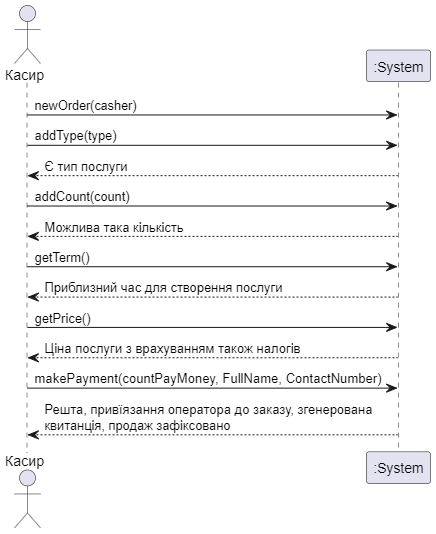 Касир
:System
newOrder(casher)
addType(type)
Є тип послуги
addCount(count)
Можлива така кількість
getTerm()
Приблизний час для створення послуги
getPrice()
Ціна послуги з врахуванням також налогів
makePayment(countPayMoney, FullName, ContactNumber)
Решта, привїязання оператора до заказу, згенерована
квитанція, продаж зафіксовано
Касир
:System